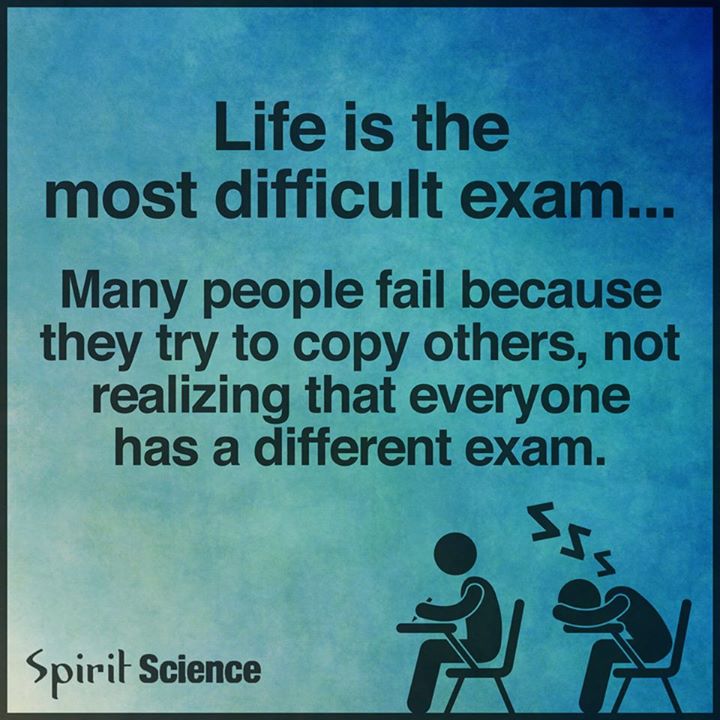 Life is the
most difficult exam...
Many people fail because
they try to copy others, not
realizing that everyone
has a different exam.
Spirit Science